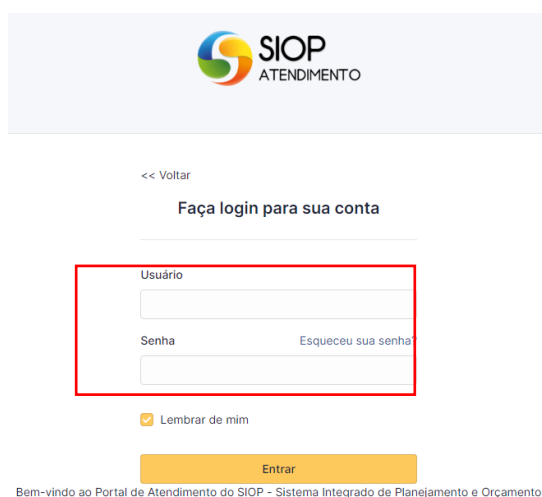 SIOP
ATENDIMENTO
<< Voltar
Faça login para sua conta
Usuário
Senha Esqueceu sua senha?
Lembrar de mim
Entrar
Bem-vindo ao Portal de Atendimento do SIOP - Sistema Integrado de Planejamento e Orçamento